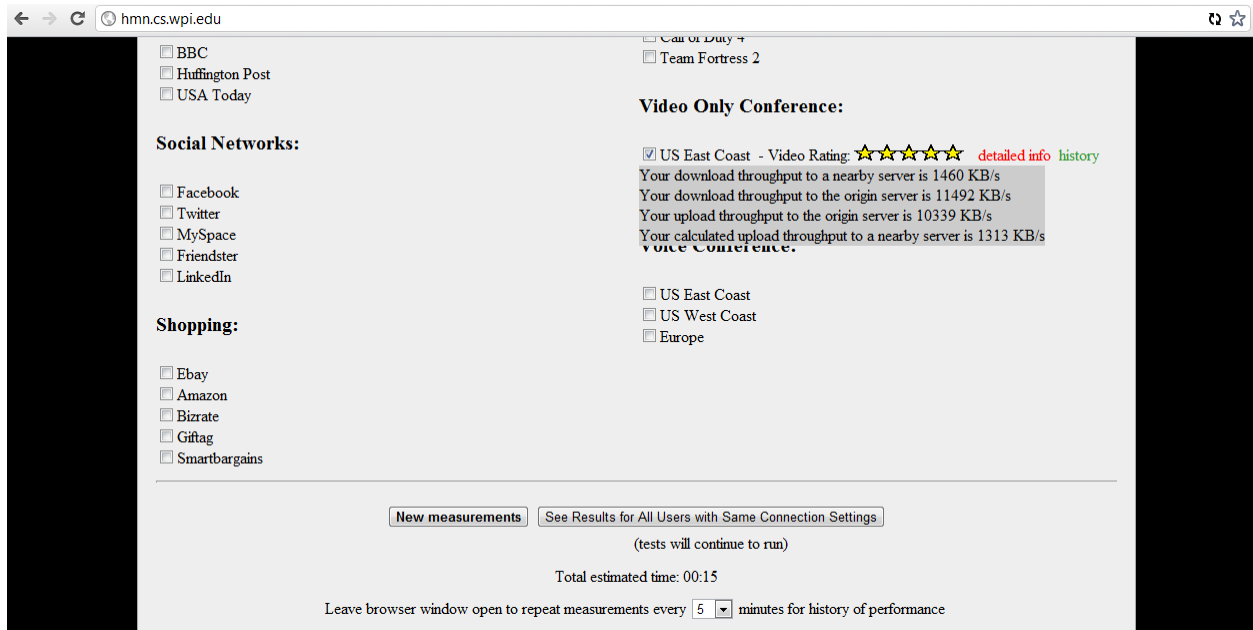 hmn.cs.wpi.edu
BBC
Huffington Post
USA Today
Social Networks:
Facebook
Twitter
MySpace
Friendster
LinkedIn
Shopping:
Ebay
Amazon
Bizrate
Giftag
Smartbargains
Call of Duty 4
Team Fortress 2
Video Only Conference:
US East Coast - Video Rating: detailed info history
Your download throughput to a nearby server is 1460 KB/s
Your download throughput to the origin server is 11492 KB/s
Your upload throughput to the origin server is 10339 KB/s
Your calculated upload throughput to a nearby server is 1313 KB/s
Voice Conference:
US East Coast
US West Coast
Europe
New measurements See Results for All Users with Same Connection Settings
(tests will continue to run)
Total estimated time: 00:15
Leave browser window open to repeat measurements every 5 minutes for history of performance